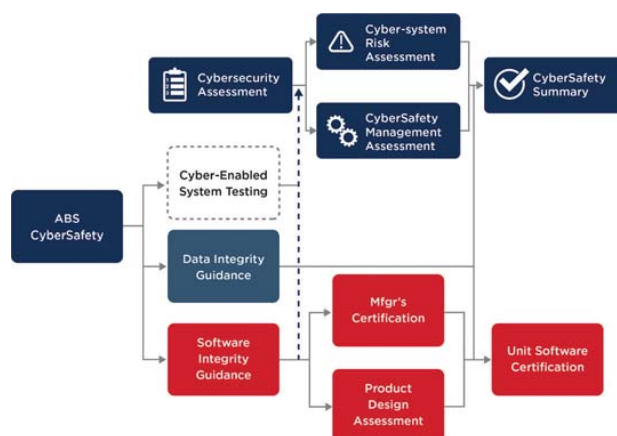 Cybersecurity
Assessment
Cyber-system
Risk
Assessment
CyberSafety
Management
Assessment
CyberSafety
Summary
Cyber-Enabled
System Testing
ABS
CyberSafety
Data Integrity
Guidance
Software
Integrity
Guidance
Mfgr's
Certification
Product
Design
Assessment
Unit Software
Certification